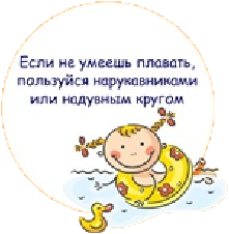 Если не умеешь плавать,
пользуйся нарукавниками
или надувным кругом